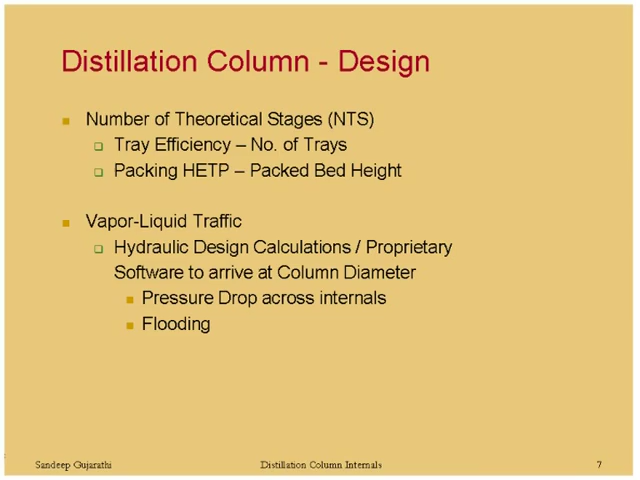 Distillation Column - Design
Number of Theoretical Stages (NTS)
Tray Efficiency – No. of Trays
Packing HETP – Packed Bed Height
Vapor-Liquid Traffic
Hydraulic Design Calculations / Proprietary
Software to arrive at Column Diameter
Pressure Drop across internals
Flooding
Sandeep Gujarathi
Distillation Column Internals
7